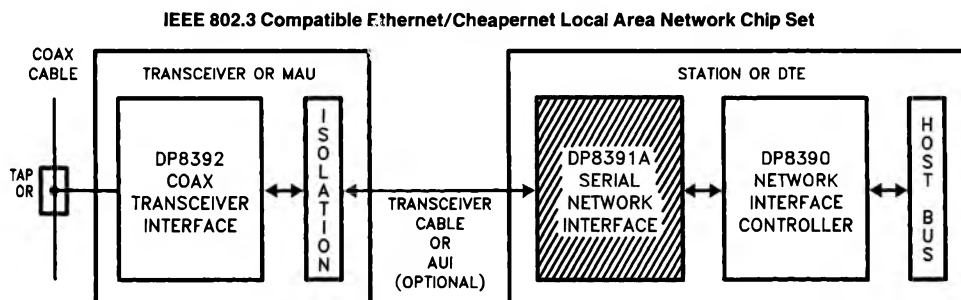 IEEE 802.3 Compatible Ethernet/Cheapernet Local Area Network Chip Set
COAX
CABLE
TAP
OR
TRANSCEIVER OR MAU
DP8392
COAX
TRANSCEIVER
INTERFACE
ISOLATION
TRANSCEIVER
CABLE
OR
AUI
(OPTIONAL)
STATION OR DTE
DP8391A
SERIAL
NETWORK
INTERFACE
DP8390
NETWORK
INTERFACE
CONTROLLER
HOST BUS